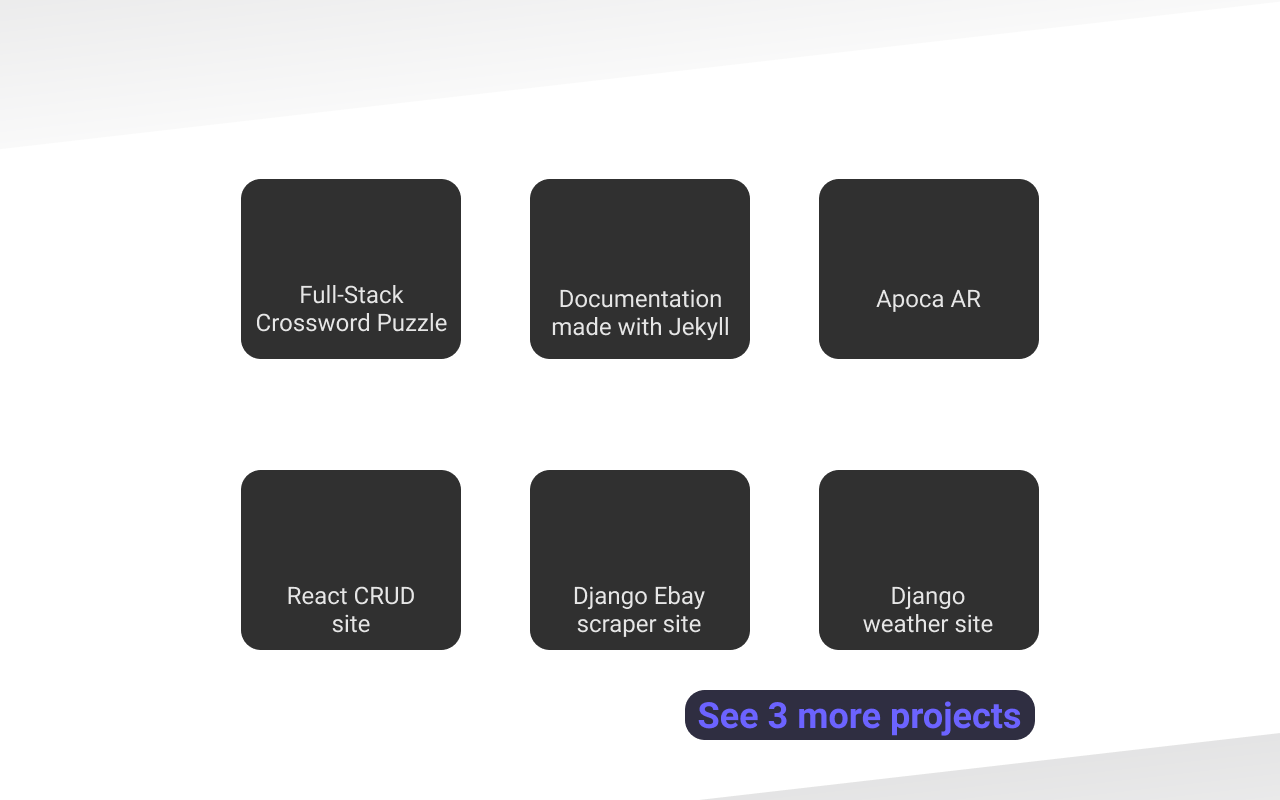 Full-Stack
Crossword Puzzle
Documentation
made with Jekyll
Apoca AR
React CRUD
site
Django Ebay
scraper site
Django
weather site
See 3 more projects